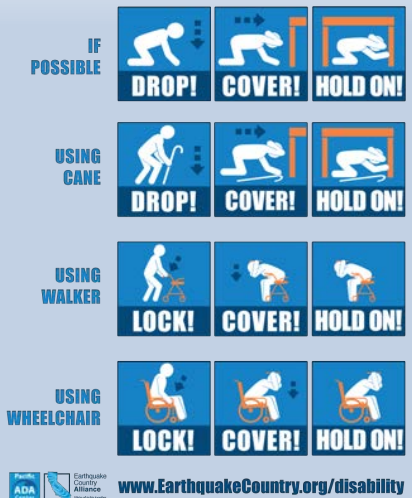 IF
POSSIBLE
DROP!
COVER!
HOLD ON!
USING
CANE
DROP!
COVER!
HOLD ON!
USING
WALKER
LOCK!
COVER!
HOLD ON!
USING
WHEELCHAIR
LOCK!
COVER!
HOLD ON!
Pacific
ADA
Earthquake
Country
Alliance
www.EarthquakeCountry.org/disability